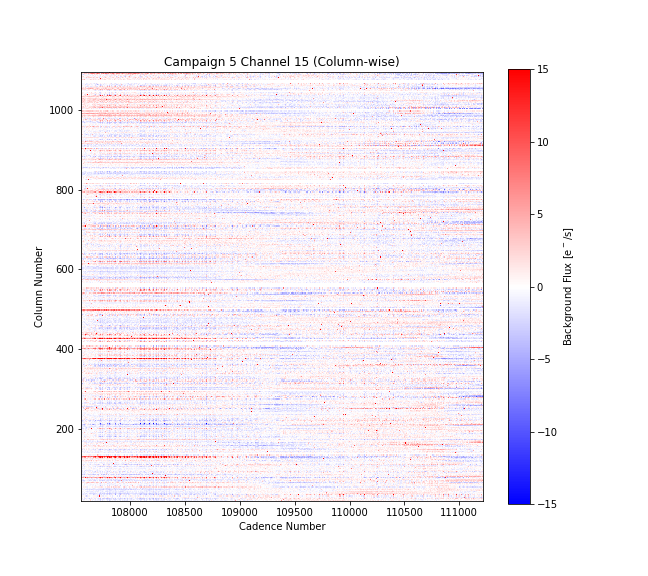 Campaign 5 Channel 15 (Column-wise)
Column Number
1000
800
600
400
200
108000 108500 109000 109500 110000 110500 111000
Cadence Number
15
10
5
0
−5
−10
−15
Background Flux [e⁻/s]